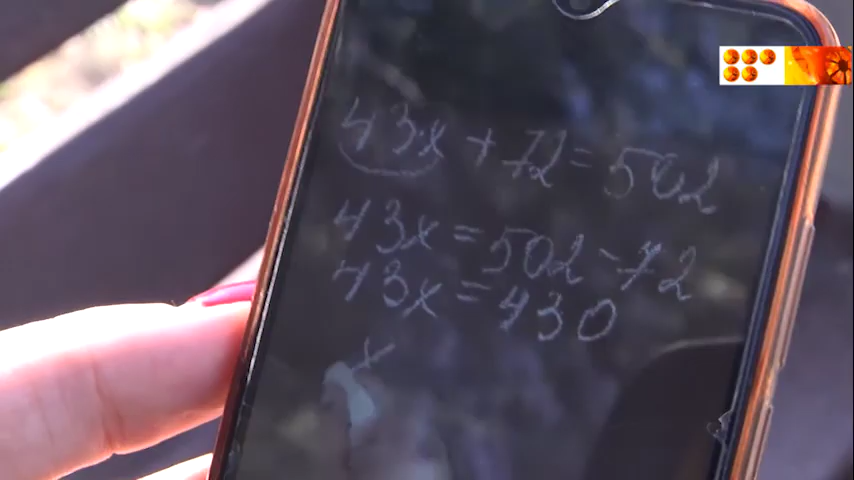 43x + 72 = 502
43x = 502 - 72
43x = 430
x